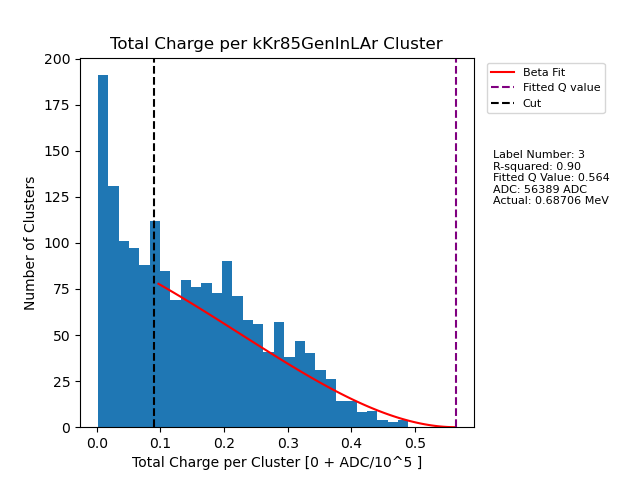 Total Charge per kKr85GenInLAr Cluster
Number of Clusters
200
175
150
125
100
75
50
25
0
0.0 0.1 0.2 0.3 0.4 0.5
Total Charge per Cluster [0 + ADC/10^5 ]
Beta Fit
Fitted Q value
Cut
Label Number: 3
R-squared: 0.90
Fitted Q Value: 0.564
ADC: 56389 ADC
Actual: 0.68706 MeV